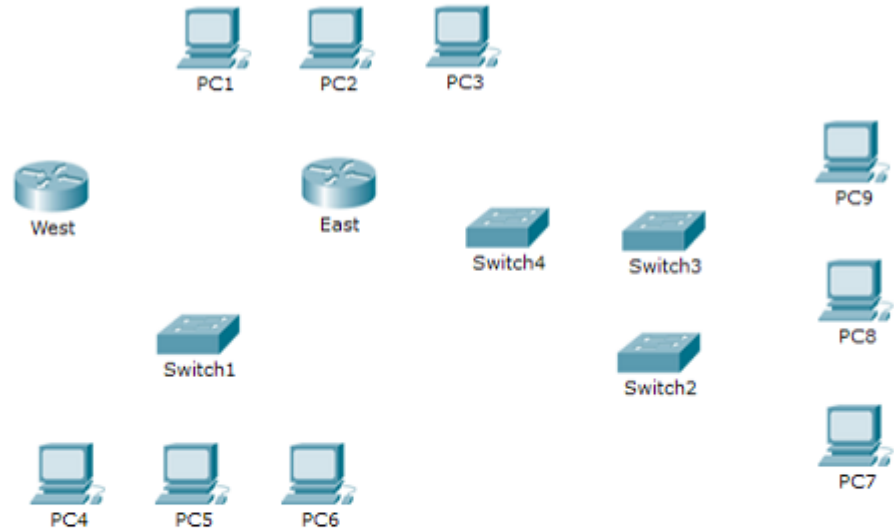 PC1
PC2
PC3
West
East
PC9
Switch4
Switch3
PC8
Switch1
Switch2
PC7
PC4
PC5
PC6